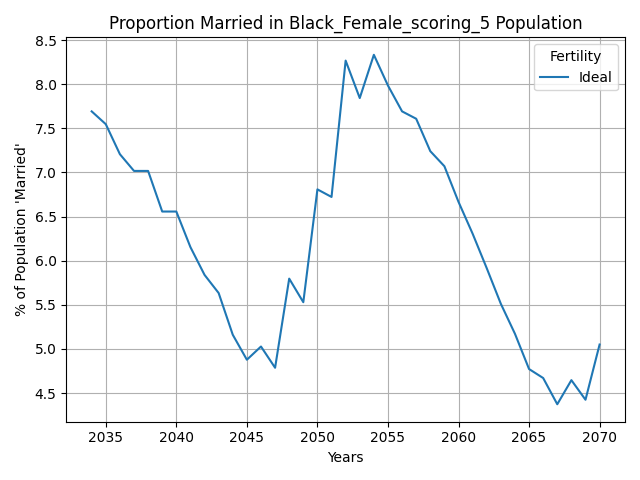 Proportion Married in Black_Female_scoring_5 Population
Fertility
Ideal
% of Population 'Married'
8.5
8.0
7.5
7.0
6.5
6.0
5.5
5.0
4.5
2035 2040 2045 2050 2055 2060 2065 2070
Years